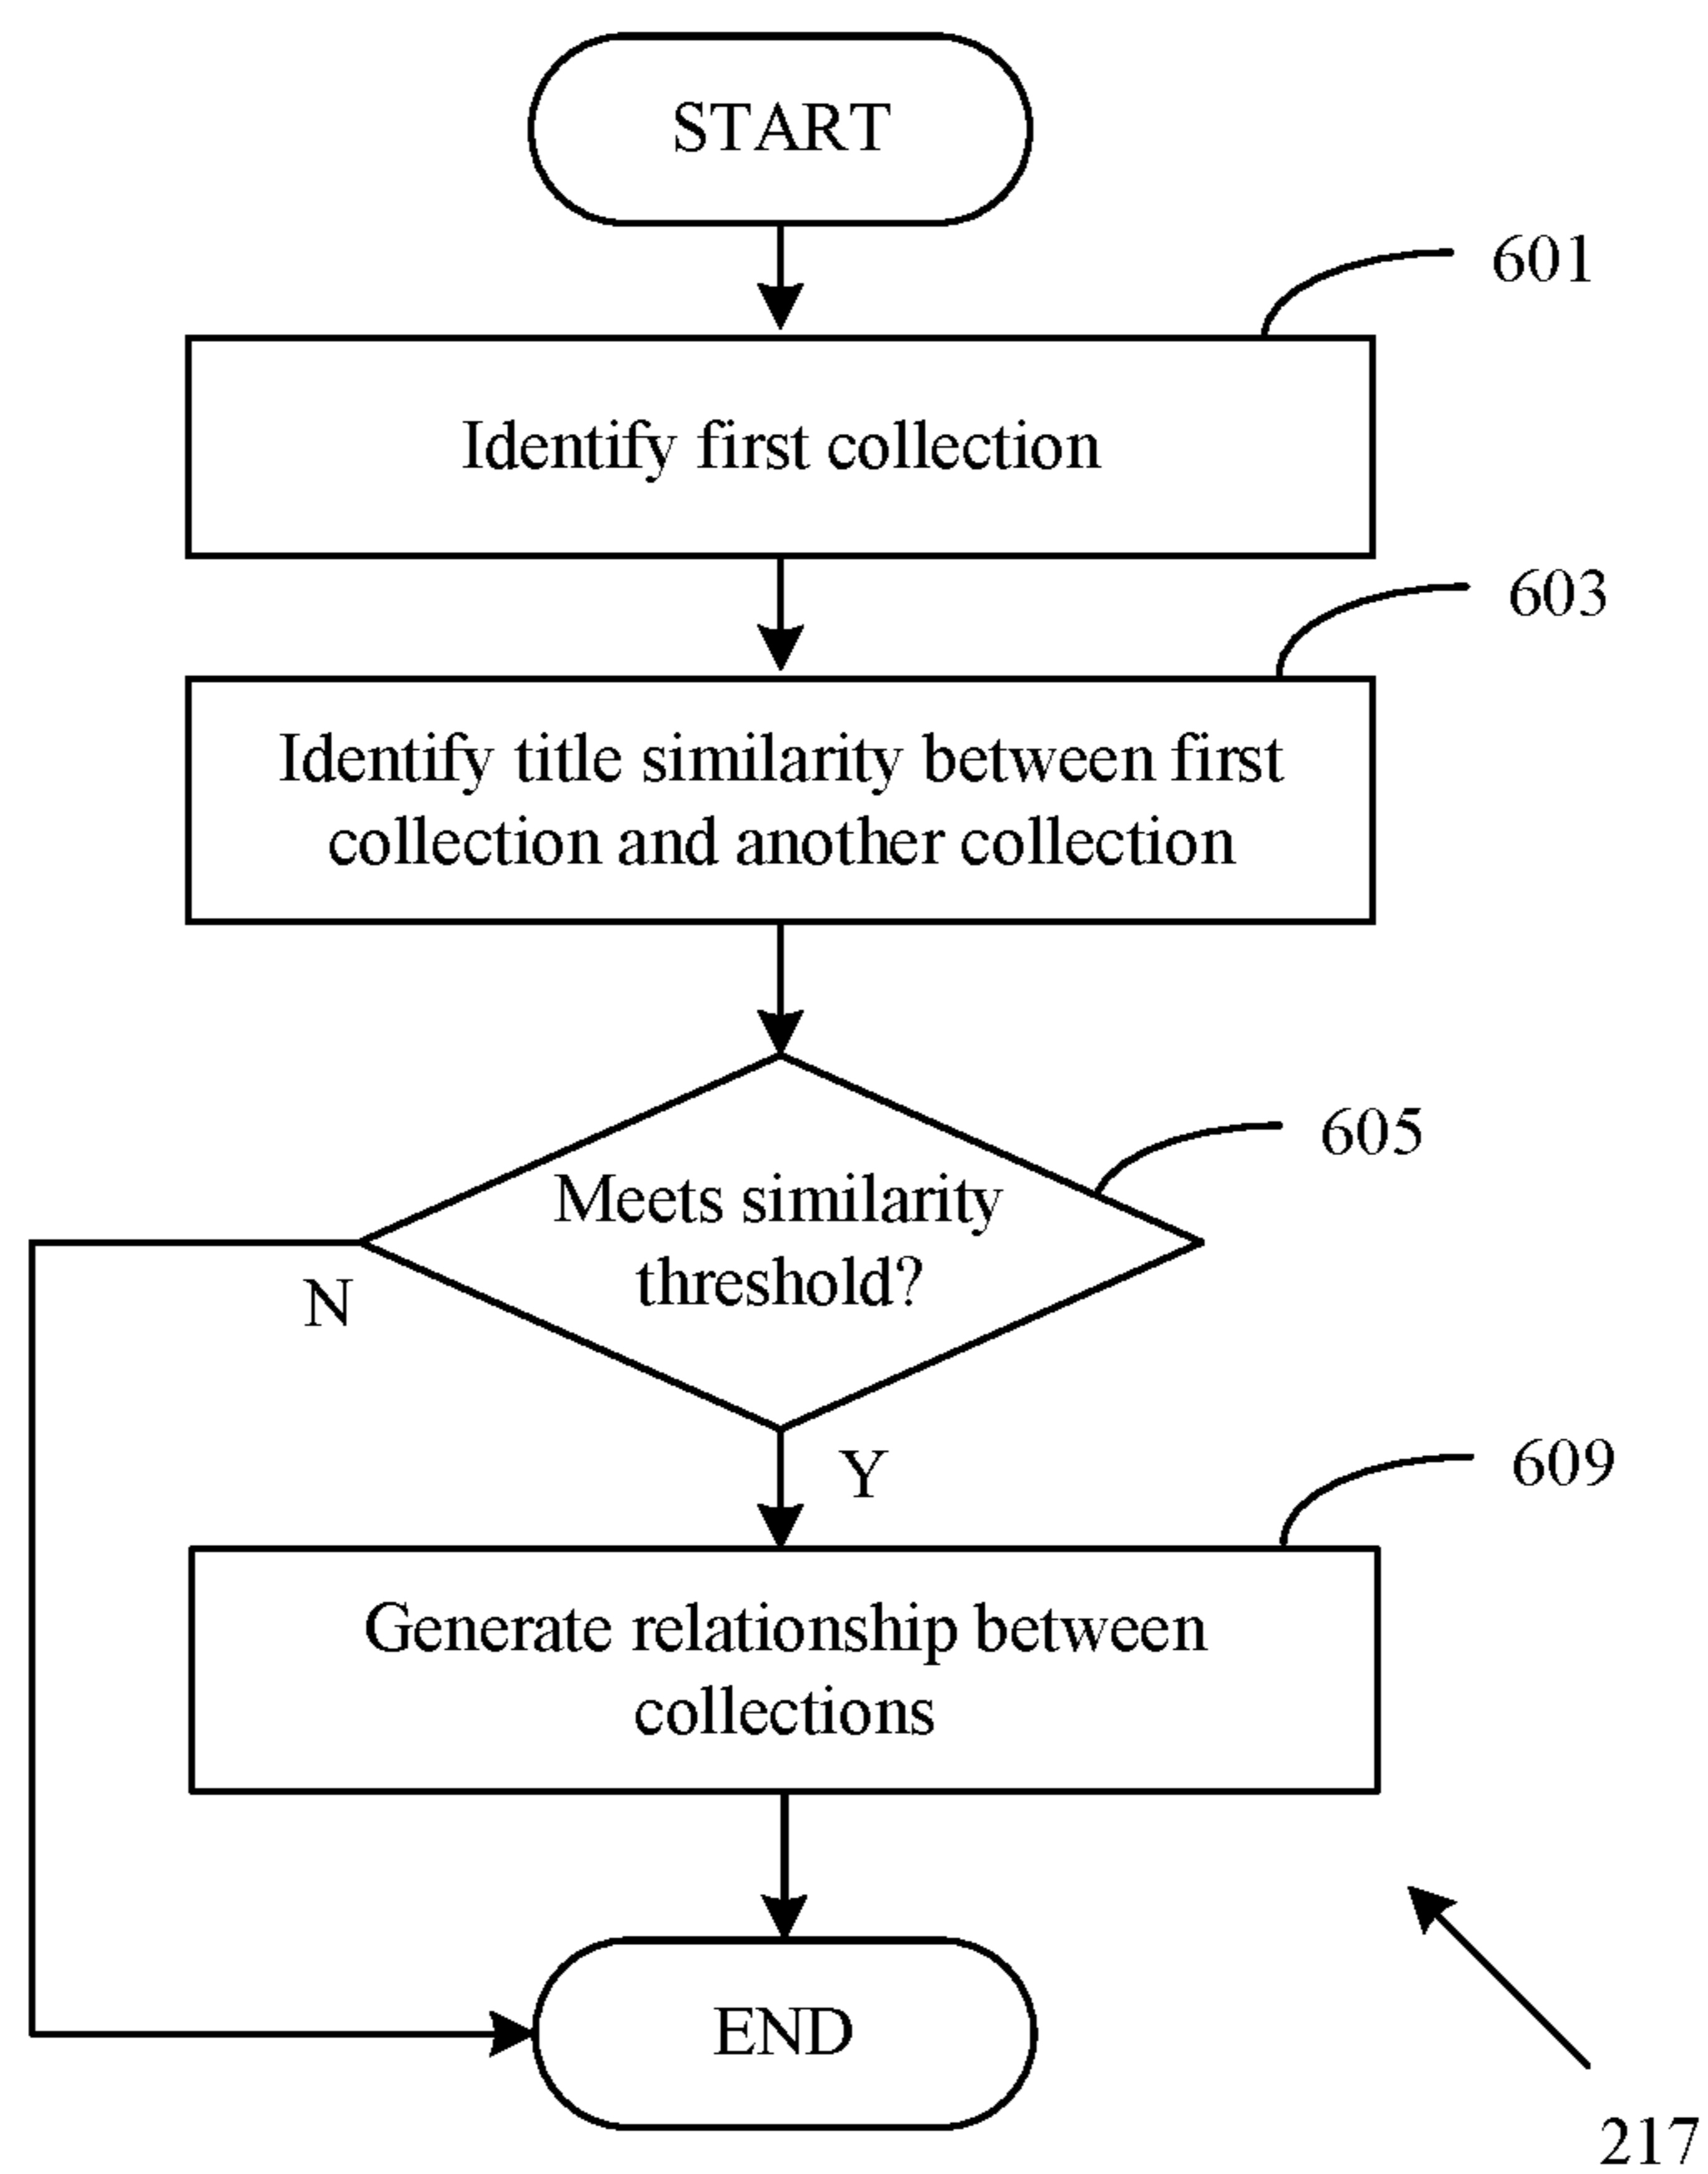 START
601
Identify first collection
603
Identify title similarity between first
collection and another collection
605
Meets similarity
threshold?
N
Y
609
Generate relationship between
collections
END
217